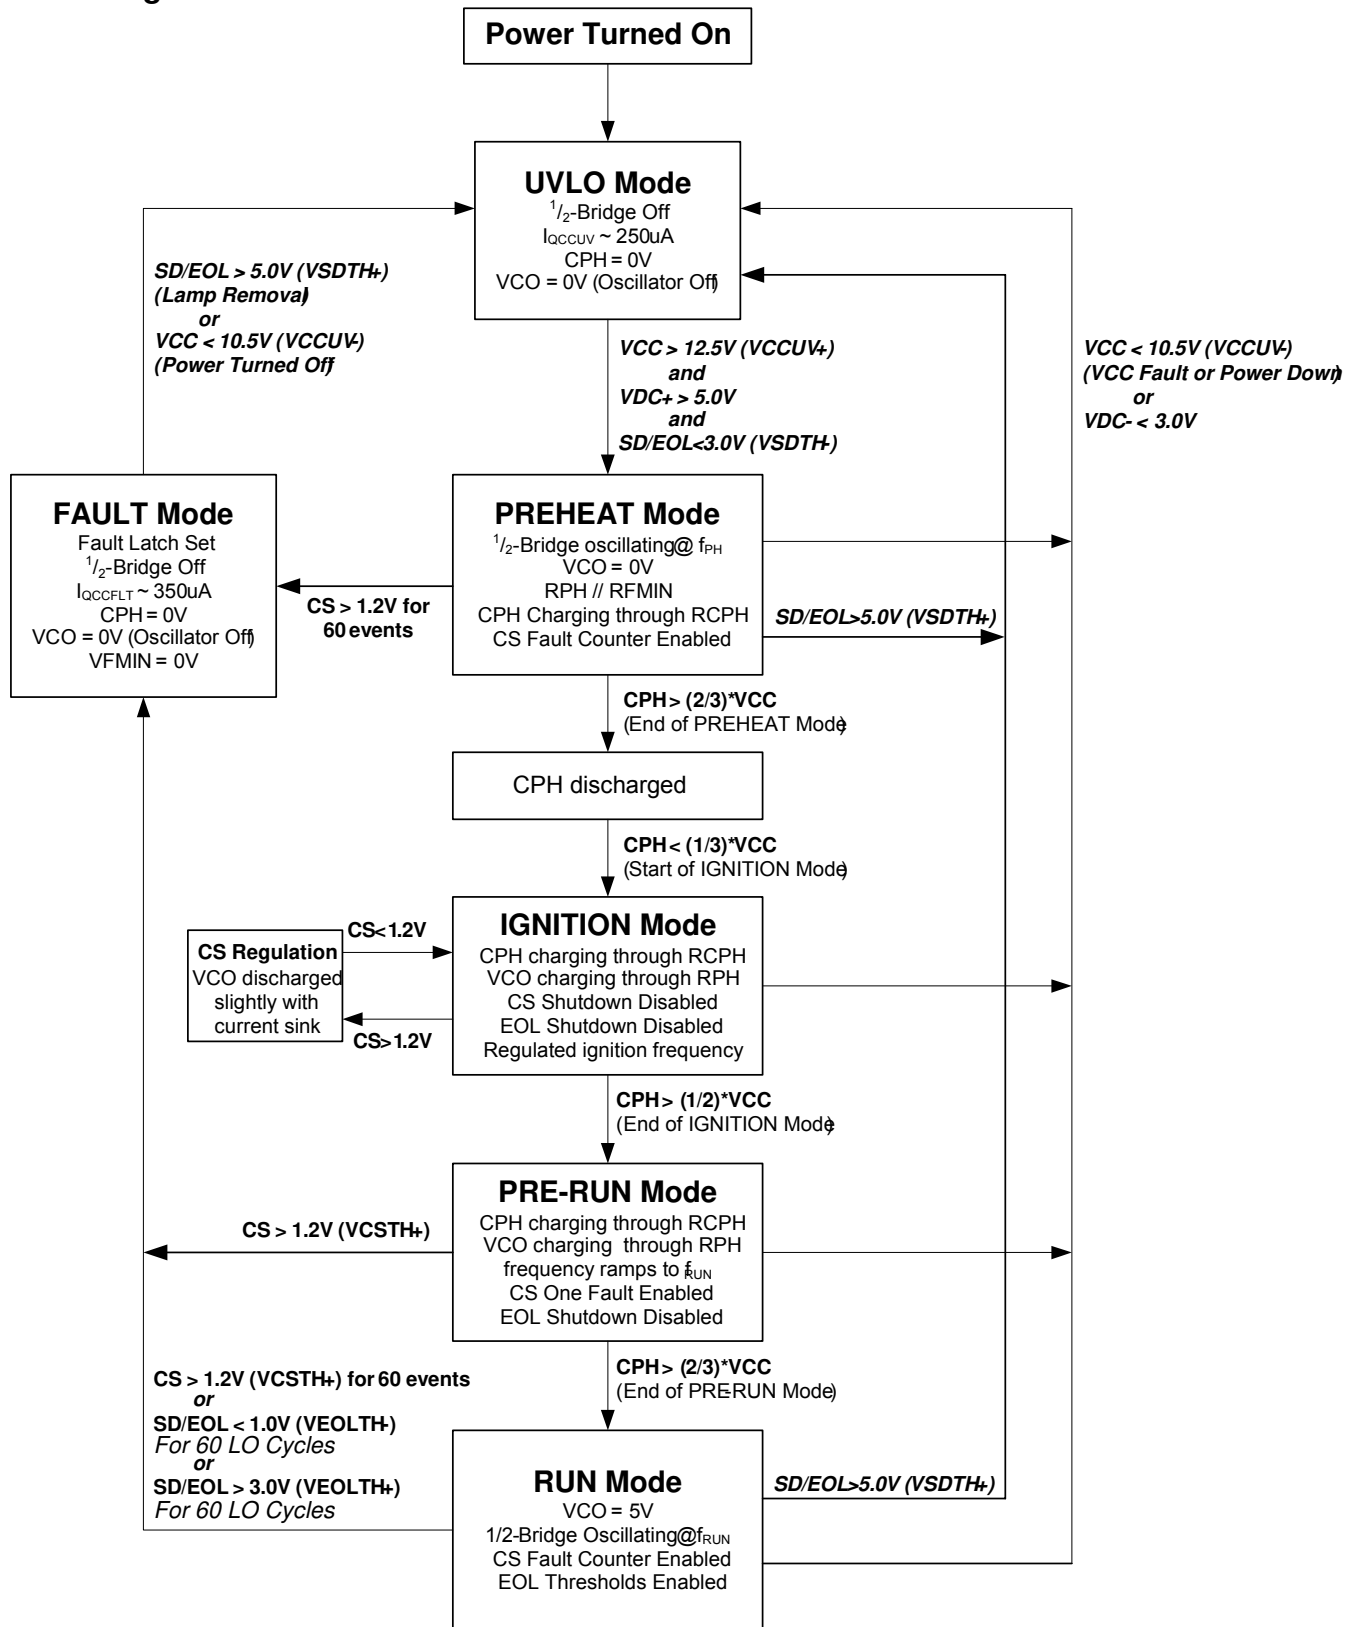 Power Turned On
UVLO Mode
1/2-Bridge Off
IQCCUV ~ 250uA
CPH = 0V
VCO = 0V (Oscillator Off)
SD/EOL > 5.0V (VSDTH+)
(Lamp Removal)
or
VCC < 10.5V (VCCUV-)
(Power Turned Off)
VCC > 12.5V (VCCUV+)
and
VDC+ > 5.0V
and
SD/EOL<3.0V (VSDTH-)
VCC < 10.5V (VCCUV-)
(VCC Fault or Power Down)
or
VDC- < 3.0V
FAULT Mode
Fault Latch Set
1/2-Bridge Off
IQCCFLT ~ 350uA
CPH = 0V
VCO = 0V (Oscillator Off)
VFMIN = 0V
CS > 1.2V for
60 events
PREHEAT Mode
1/2-Bridge oscillating@ fPH
VCO = 0V
RPH // RFMIN
CPH Charging through RCPH
CS Fault Counter Enabled
SD/EOL>5.0V (VSDTH+)
CPH > (2/3)*VCC
(End of PREHEAT Mode)
CPH discharged
CPH < (1/3)*VCC
(Start of IGNITION Mode)
CS Regulation
VCO discharged
slightly with
current sink
CS<1.2V
CS>1.2V
IGNITION Mode
CPH charging through RCPH
VCO charging through RPH
CS Shutdown Disabled
EOL Shutdown Disabled
Regulated ignition frequency
CPH > (1/2)*VCC
(End of IGNITION Mode)
CS > 1.2V (VCSTH+)
PRE-RUN Mode
CPH charging through RCPH
VCO charging through RPH
frequency ramps to fRUN
CS One Fault Enabled
EOL Shutdown Disabled
CPH > (2/3)*VCC
(End of PRE-RUN Mode)
CS > 1.2V (VCSTH+) for 60 events
or
SD/EOL < 1.0V (VEOLTH-)
For 60 LO Cycles
or
SD/EOL > 3.0V (VEOLTH+)
For 60 LO Cycles
RUN Mode
VCO = 5V
1/2-Bridge Oscillating@fRUN
CS Fault Counter Enabled
EOL Thresholds Enabled
SD/EOL>5.0V (VSDTH+)